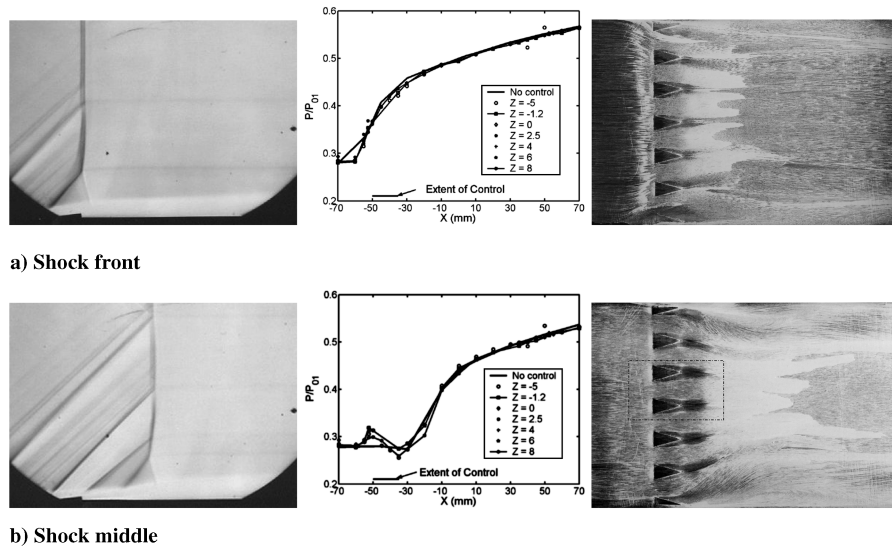 0.6
0.5
0.4
0.3
0.2
P/P01
No control
Z = -5
Z = -1.2
Z = 0
Z = 2.5
Z = 4
Z = 6
Z = 8
Extent of Control
-70 -50 -30 -10 10 30 50 70
X (mm)
a) Shock front
0.6
0.5
0.4
0.3
0.2
P/P01
No control
Z = -5
Z = -1.2
Z = 0
Z = 2.5
Z = 4
Z = 6
Z = 8
Extent of Control
-70 -50 -30 -10 10 30 50 70
X (mm)
b) Shock middle